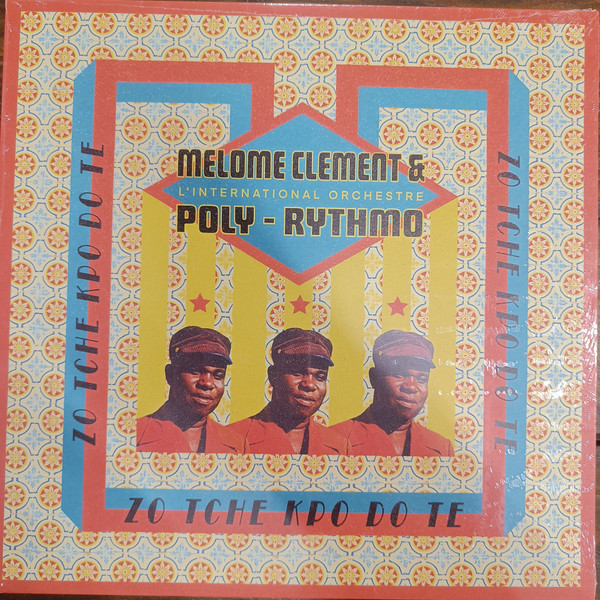 MELOME CLEMENT &
L'INTERNATIONAL ORCHESTRE
POLY - RYTHMO
ZO TCHE KPO DO TE
ZO TCHE KPO DO TE
ZO TCHE KPO DO TE